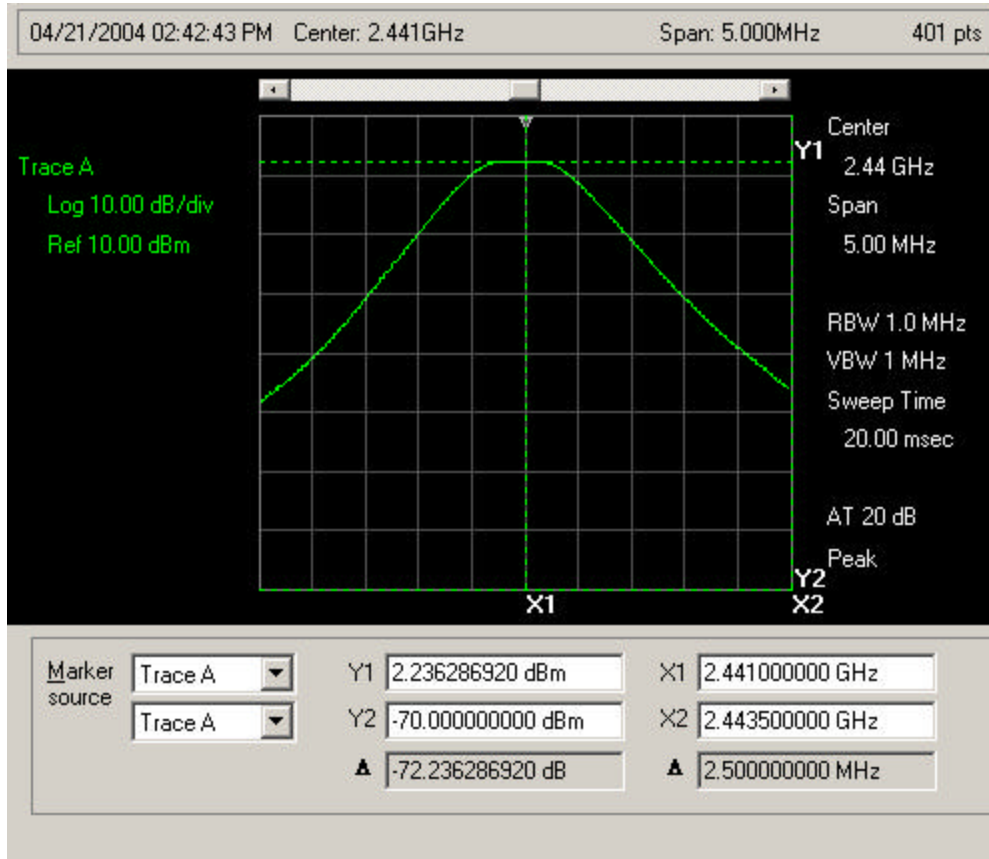 04/21/2004 02:42:43 PM Center: 2.441GHz Span: 5.000MHz 401 pts
Trace A
Log 10.00 dB/div
Ref 10.00 dBm
Y1
Center
2.44 GHz
Span
5.00 MHz
RBW 1.0 MHz
VBW 1 MHz
Sweep Time
20.00 msec
AT 20 dB
Peak
Y2
X1 X2
Marker source
Trace A
Trace A
Y1 2.236286920 dBm X1 2.441000000 GHz
Y2 -70.000000000 dBm X2 2.443500000 GHz
Δ -72.236286920 dB Δ 2.500000000 MHz